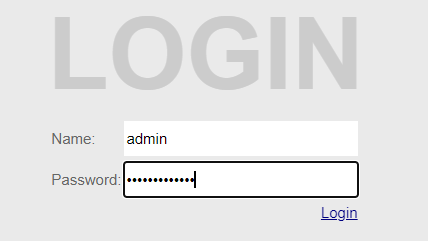 LOGIN
Name: admin
Password: •••••••••••••
Login